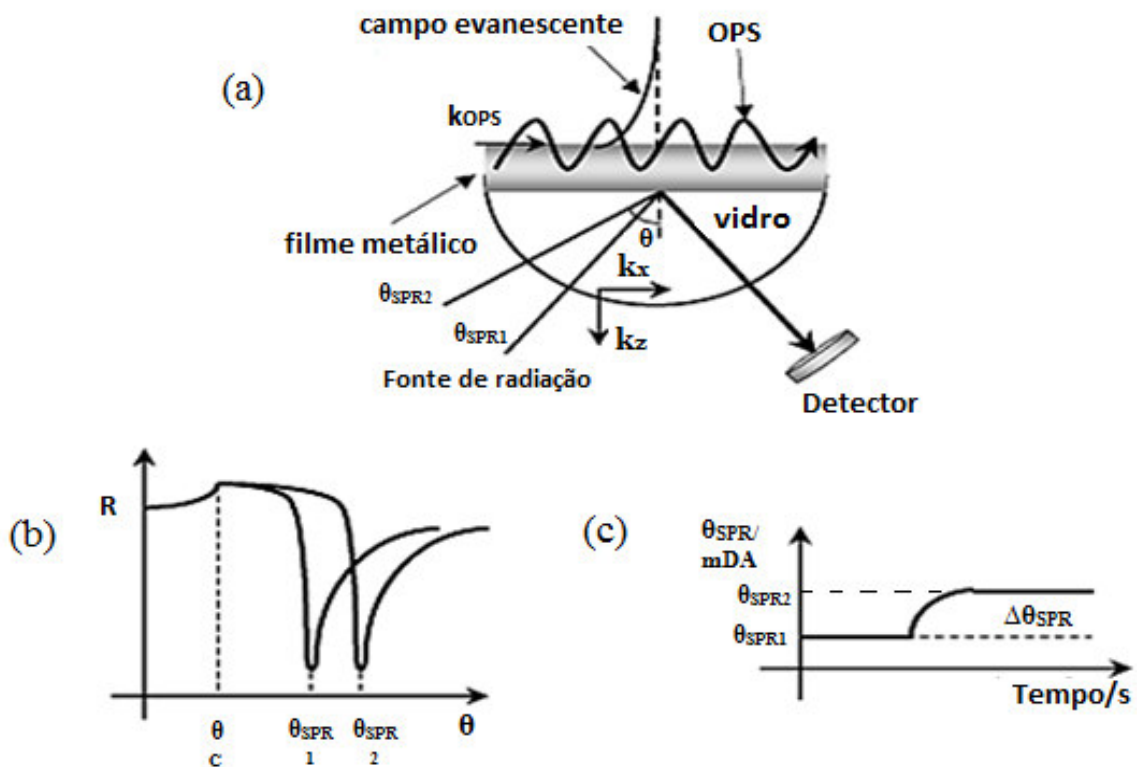 campo evanescente
OPS
(a)
kOPS
filme metálico
vidro
θ
kx
θSPR2
θSPR1
kz
Fonte de radiação
Detector
(b)
R
θ
c
θSPR
1
θSPR
2
θ
(c)
θSPR/
mDA
θSPR2
ΔθSPR
θSPR1
Tempo/s